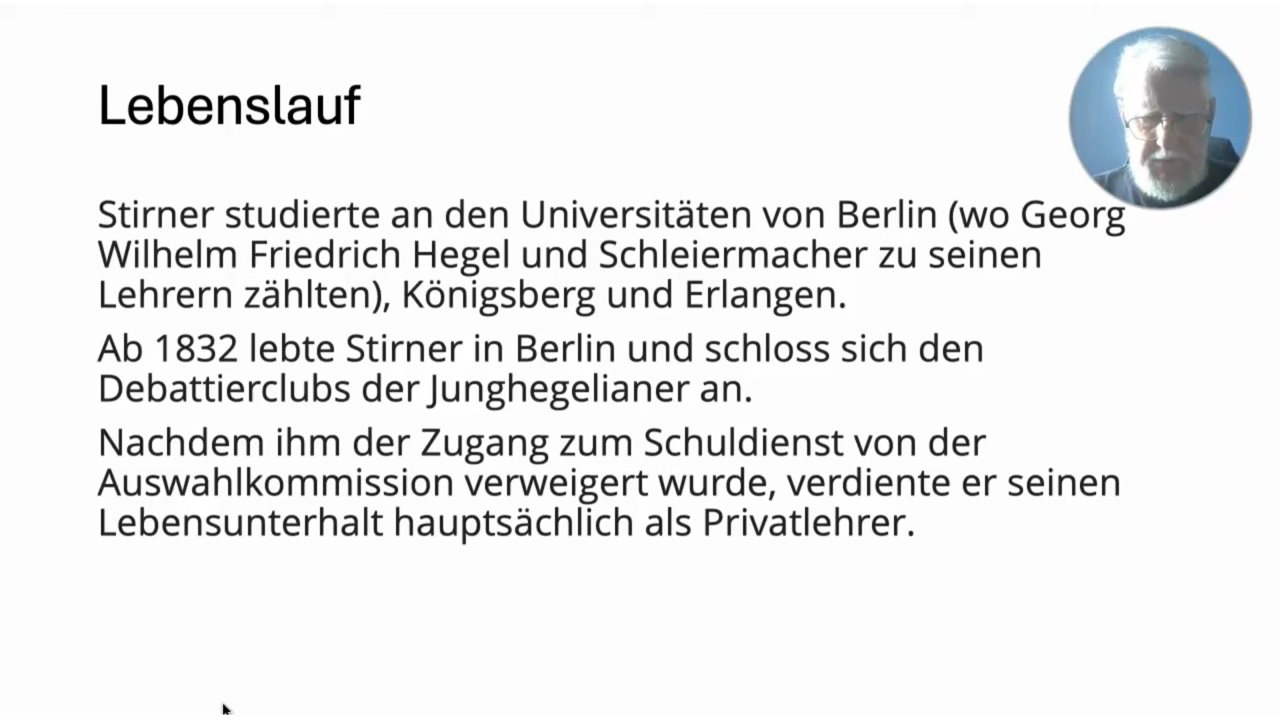 Lebenslauf
Stirner studierte an den Universitäten von Berlin (wo Georg
Wilhelm Friedrich Hegel und Schleiermacher zu seinen
Lehrern zählten), Königsberg und Erlangen.
Ab 1832 lebte Stirner in Berlin und schloss sich den
Debattierclubs der Junghegelianer an.
Nachdem ihm der Zugang zum Schuldienst von der
Auswahlkommission verweigert wurde, verdiente er seinen
Lebensunterhalt hauptsächlich als Privatlehrer.